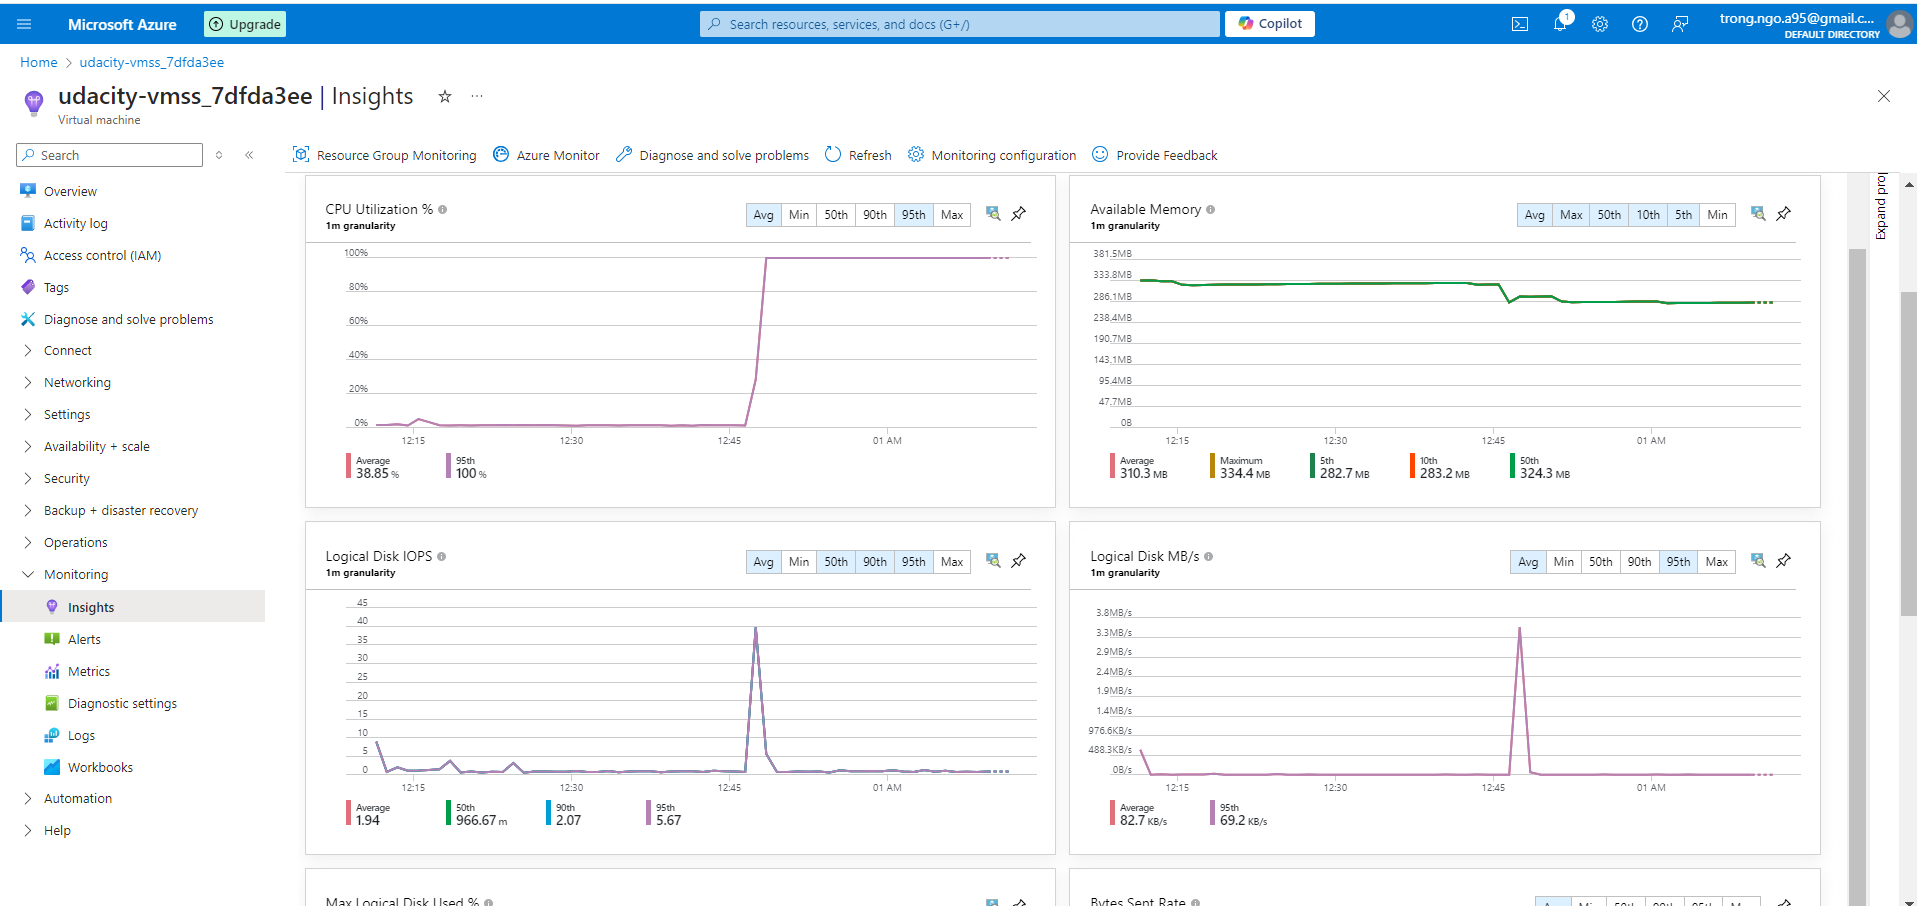 Microsoft Azure
Upgrade
Search resources, services, and docs (G+/)
Copilot
1
trong.ngo.a95@gmail.c...
DEFAULT DIRECTORY
Home > udacity-vmss_7dfda3ee
udacity-vmss_7dfda3ee | Insights
Virtual machine
Search
Resource Group Monitoring
Azure Monitor
Diagnose and solve problems
Refresh
Monitoring configuration
Provide Feedback
Overview
Activity log
Access control (IAM)
Tags
Diagnose and solve problems
Connect
Networking
Settings
Availability + scale
Security
Backup + disaster recovery
Operations
Monitoring
Insights
Alerts
Metrics
Diagnostic settings
Logs
Workbooks
Automation
Help
CPU Utilization %
1m granularity
Avg Min 50th 90th 95th Max
100%
80%
60%
40%
20%
0%
12:15 12:30 12:45 01 AM
Average
38.85 %
95th
100 %
Available Memory
1m granularity
Avg Max 50th 10th 5th Min
381.5MB
333.8MB
286.1MB
238.4MB
190.7MB
143.1MB
95.4MB
47.7MB
0B
12:15 12:30 12:45 01 AM
Average
310.3 MB
Maximum
334.4 MB
5th
282.7 MB
10th
283.2 MB
50th
324.3 MB
Logical Disk IOPS
1m granularity
Avg Min 50th 90th 95th Max
45
40
35
30
25
20
15
10
5
0
12:15 12:30 12:45 01 AM
Average
1.94
50th
966.67 m
90th
2.07
95th
5.67
Logical Disk MB/s
1m granularity
Avg Min 50th 90th 95th Max
3.8MB/s
3.3MB/s
2.9MB/s
2.4MB/s
1.9MB/s
1.4MB/s
976.6KB/s
488.3KB/s
0B/s
12:15 12:30 12:45 01 AM
Average
82.7 KB/s
95th
69.2 KB/s
Max Logical Disk Used %
Bytes Sent Rate
Expand